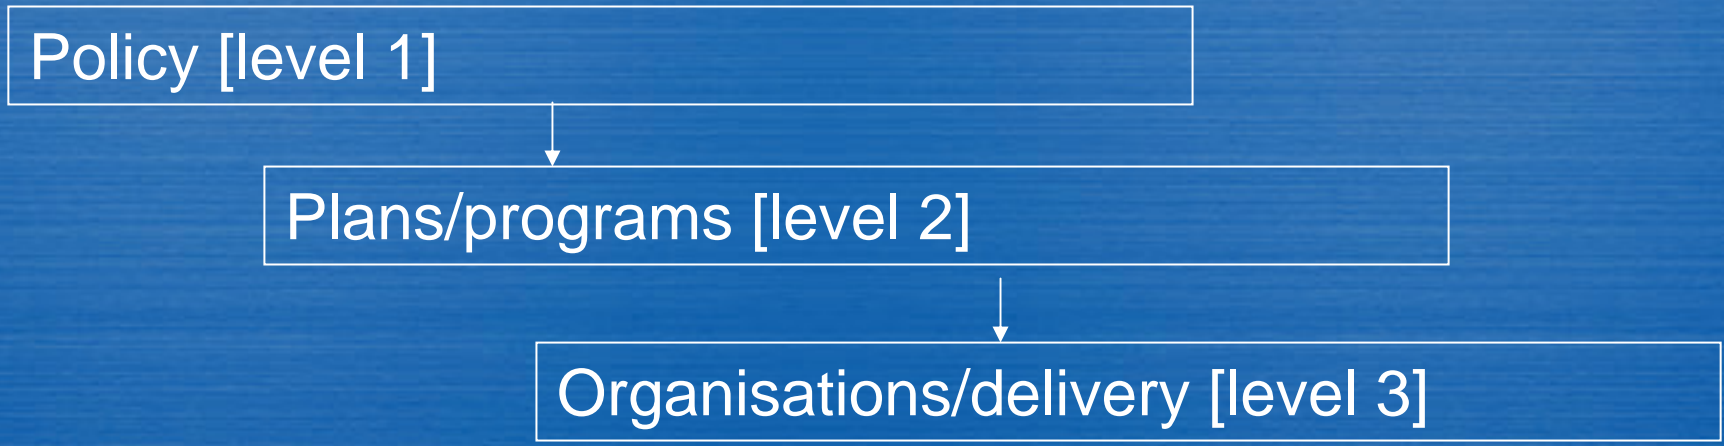 Policy [level 1]
Plans/programs [level 2]
Organisations/delivery [level 3]